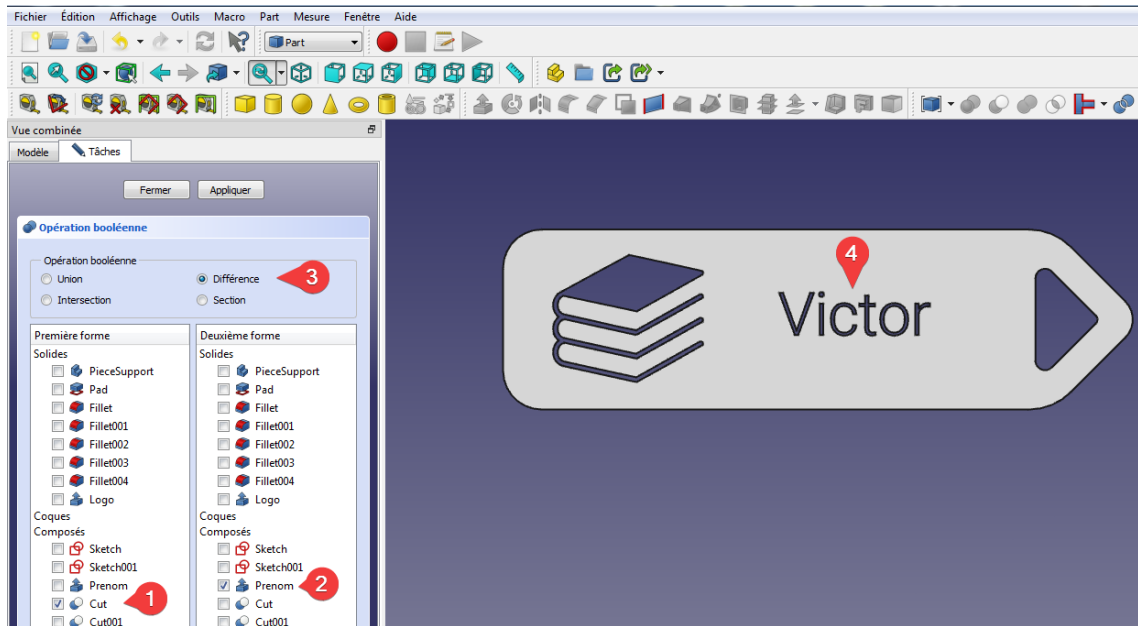 Fichier Édition Affichage Outils Macro Part Mesure Fenêtre Aide
Part
Vue combinée
Modèle Tâches
Fermer Appliquer
Opération booléenne
Opération booléenne
Union Différence 3
Intersection Section
Première forme Deuxième forme
Solides Solides
PieceSupport PieceSupport
Pad Pad
Fillet Fillet
Fillet001 Fillet001
Fillet002 Fillet002
Fillet003 Fillet003
Fillet004 Fillet004
Logo Logo
Coques Coques
Composés Composés
Sketch Sketch
Sketch001 Sketch001
Prenom Prenom 2
Cut 1 Cut
Cut001 Cut001
4
Victor